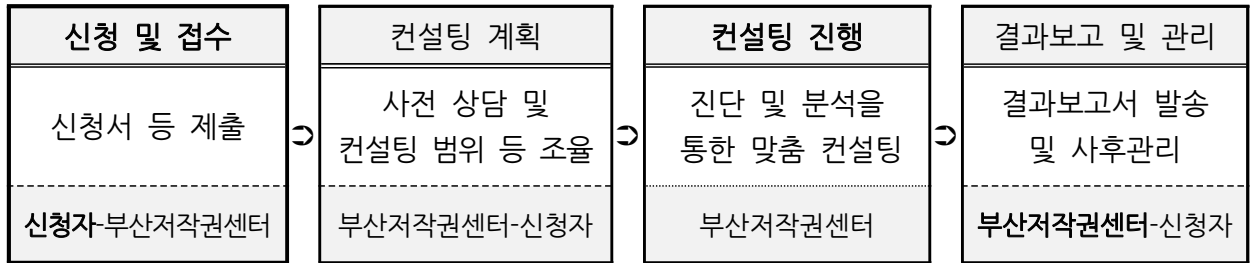 신청 및 접수
신청서 등 제출
신청자-부산저작권센터
컨설팅 계획
사전 상담 및
컨설팅 범위 등 조율
부산저작권센터-신청자
컨설팅 진행
진단 및 분석을
통한 맞춤 컨설팅
부산저작권센터
결과보고 및 관리
결과보고서 발송
및 사후관리
부산저작권센터-신청자